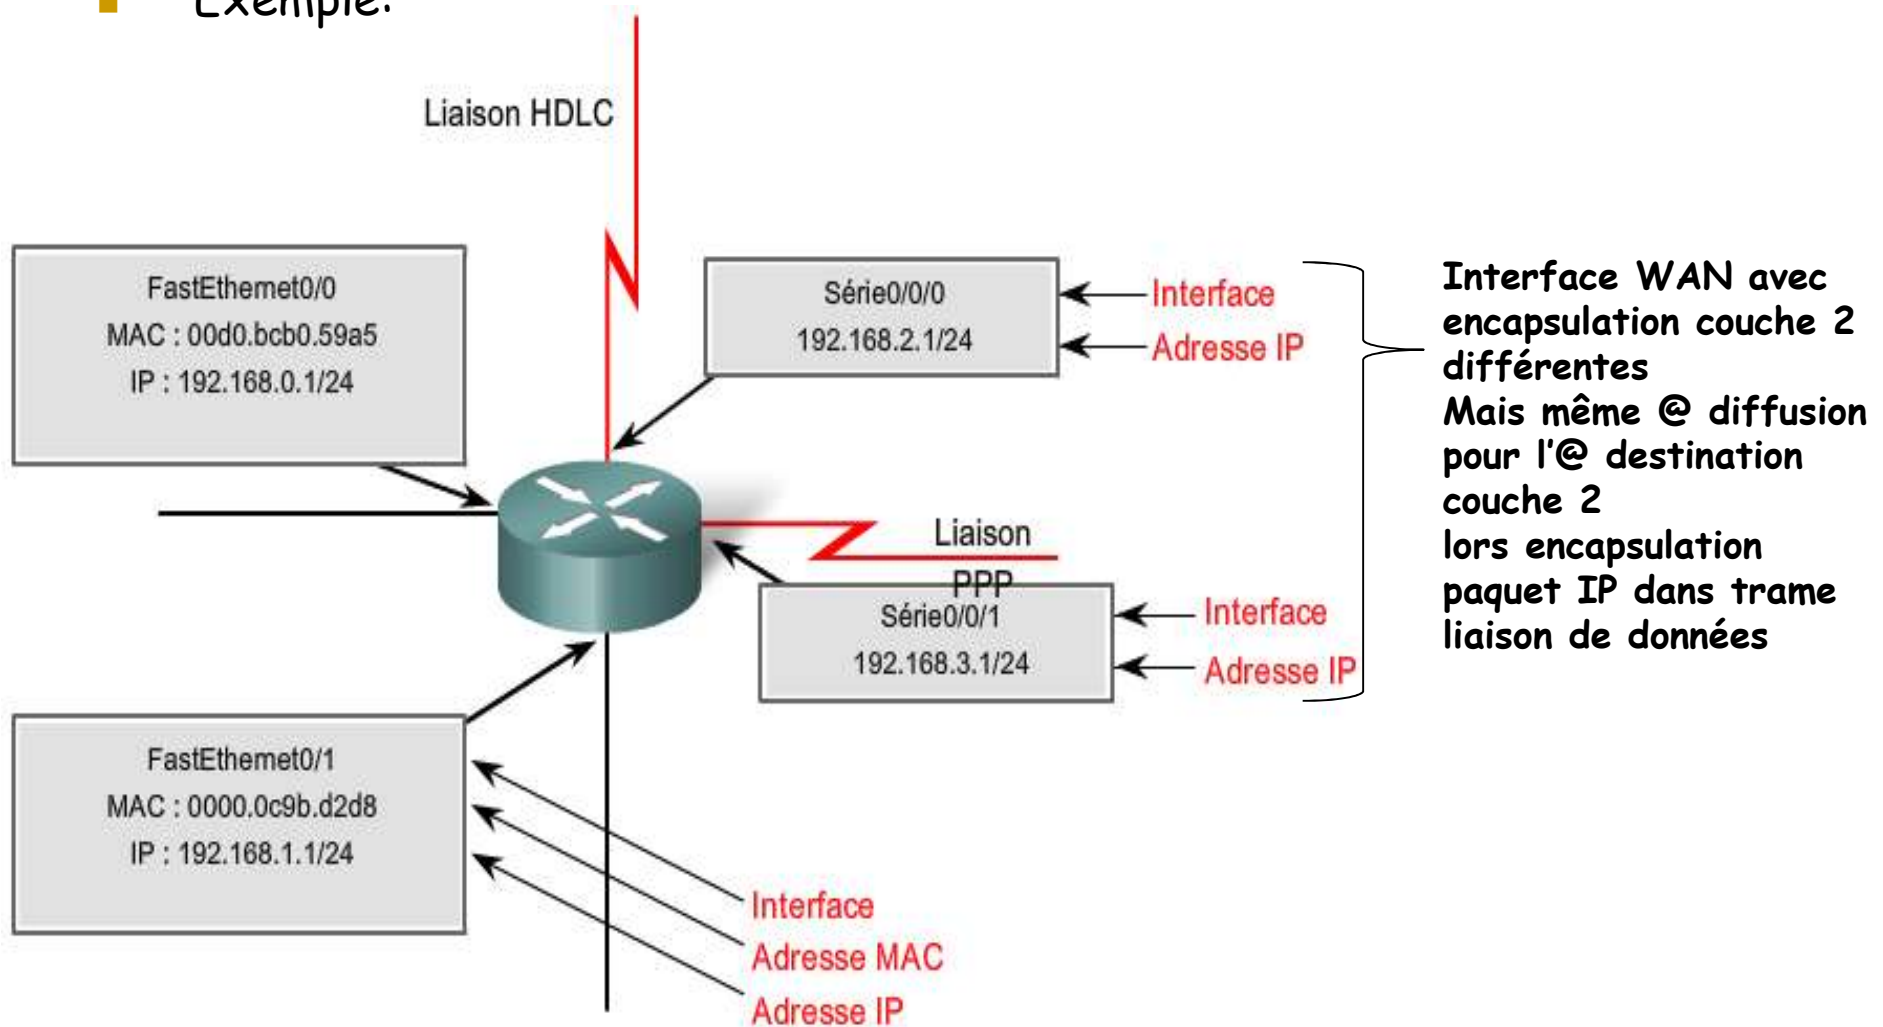 Exemple:
Liaison HDLC
FastEthernet0/0
MAC : 00d0.bcb0.59a5
IP : 192.168.0.1/24
Série0/0/0
192.168.2.1/24
Interface
Adresse IP
Interface WAN avec
encapsulation couche 2
différentes
Mais même @ diffusion
pour l'@ destination
couche 2
lors encapsulation
paquet IP dans trame
liaison de données
Liaison
PPP
Série0/0/1
192.168.3.1/24
Interface
Adresse IP
FastEthernet0/1
MAC : 0000.0c9b.d2d8
IP : 192.168.1.1/24
Interface
Adresse MAC
Adresse IP